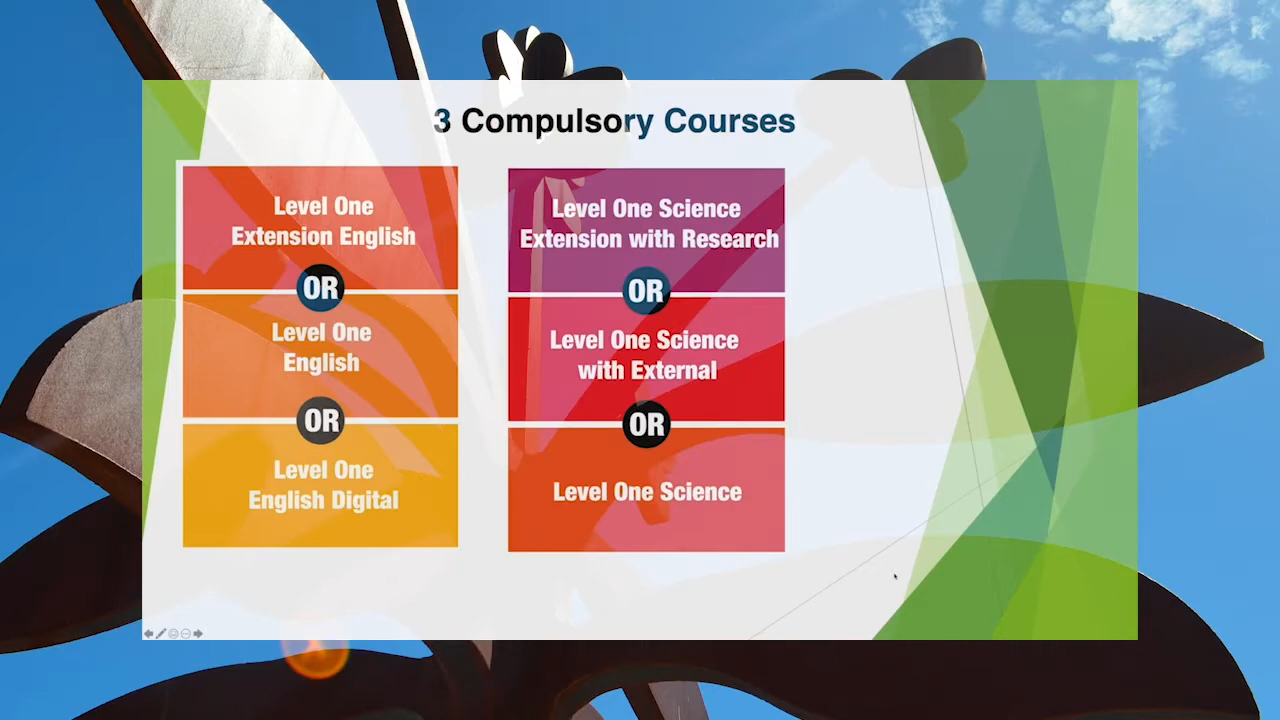 3 Compulsory Courses
Level One
Extension English
OR
Level One
English
OR
Level One
English Digital
Level One Science
Extension with Research
OR
Level One Science
with External
OR
Level One Science